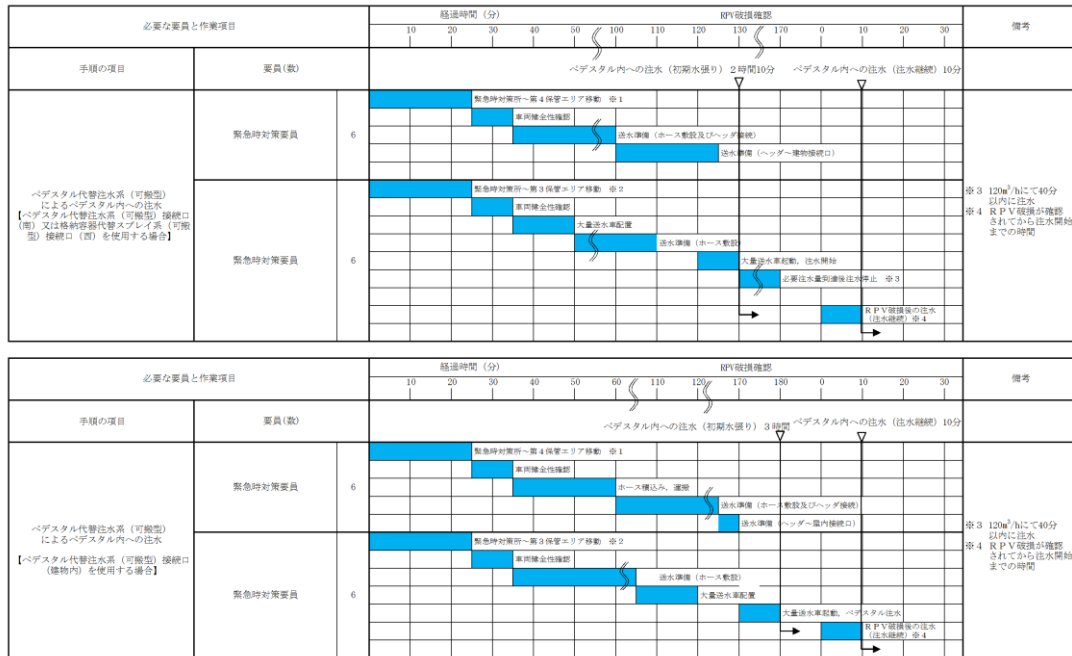 必要な要員と作業項目
経過時間（分）
RPV破損確認
備考
10 20 30 40 50 100 110 120 130 170 0 10 20 30
手順の項目
要員(数)
ペデスタル内への注水（初期水張り）２時間10分
ペデスタル内への注水（注水継続）10分
ペデスタル代替注水系（可搬型）
によるペデスタル内への注水
【ペデスタル代替注水系（可搬型）接続口
（南）又は格納容器代替スプレイ系（可搬
型）接続口（西）を使用する場合】
緊急時対策要員
6
緊急時対策所～第４保管エリア移動　※１
車両健全性確認
送水準備（ホース敷設及びヘッダ接続）
送水準備（ヘッダ～建物接続口）
緊急時対策要員
6
緊急時対策所～第３保管エリア移動　※２
車両健全性確認
大量送水車配置
送水準備（ホース敷設）
大量送水車起動、注水開始
必要注水量到達後注水停止　※３
ＲＰＶ破損後の注水
（注水継続）※４
※３　120m³/hにて40分
以内に注水
※４　ＲＰＶ破損が確認
されてから注水開始
までの時間
必要な要員と作業項目
経過時間（分）
RPV破損確認
備考
10 20 30 40 50 60 110 120 170 180 0 10 20 30
手順の項目
要員(数)
ペデスタル内への注水（初期水張り）３時間
ペデスタル内への注水（注水継続）10分
ペデスタル代替注水系（可搬型）
によるペデスタル内への注水
【ペデスタル代替注水系（可搬型）接続口
（建物内）を使用する場合】
緊急時対策要員
6
緊急時対策所～第４保管エリア移動　※１
車両健全性確認
ホース積込み、運搬
送水準備（ホース敷設及びヘッダ接続）
送水準備（ヘッダ～屋内接続口）
緊急時対策要員
6
緊急時対策所～第３保管エリア移動　※２
車両健全性確認
送水準備（ホース敷設）
大量送水車配置
大量送水車起動、ペデスタル注水
ＲＰＶ破損後の注水
（注水継続）※４
※３　120m³/hにて40分
以内に注水
※４　ＲＰＶ破損が確認
されてから注水開始
までの時間